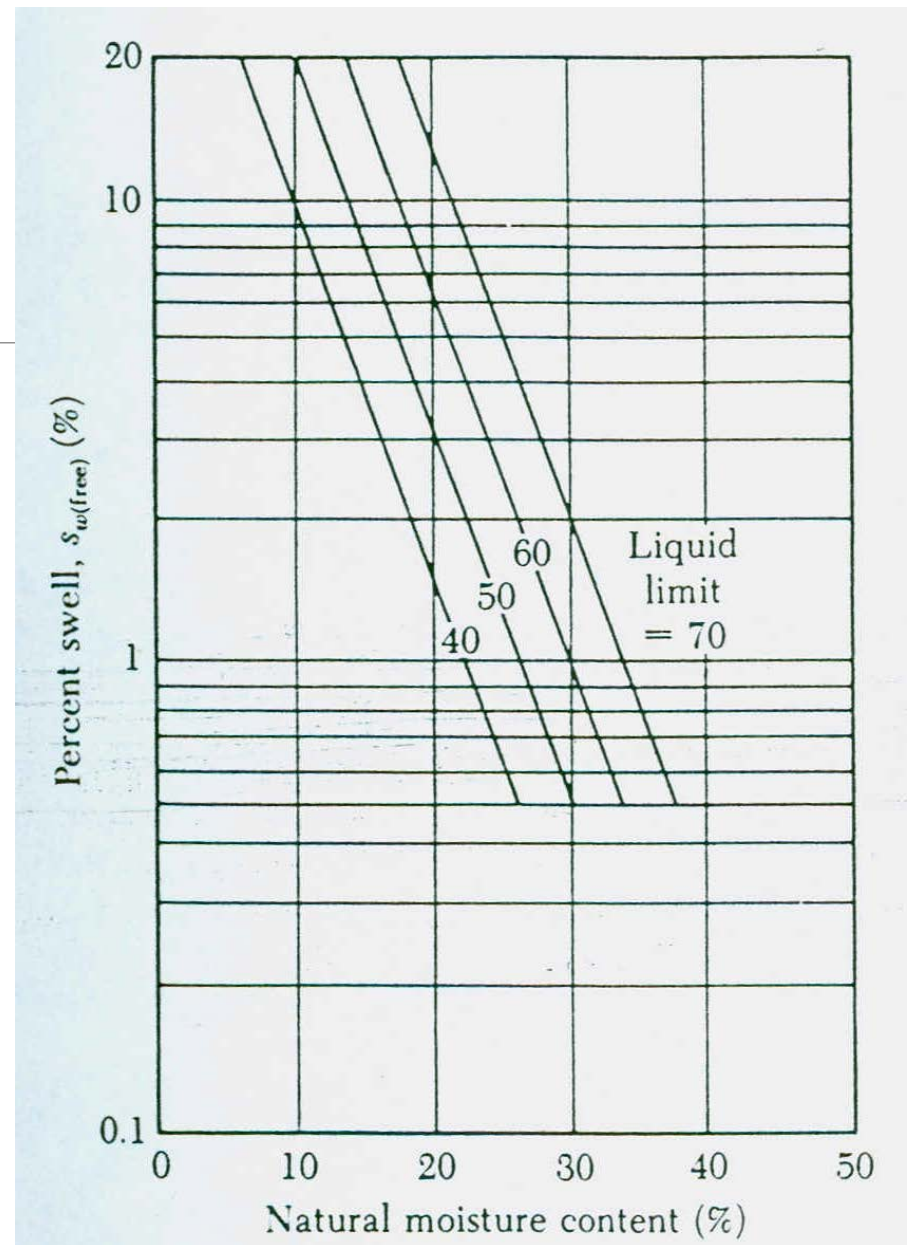 20
10
1
0.1
Percent swell, s_w(free) (%)
60
50
40
Liquid
limit
= 70
0 10 20 30 40 50
Natural moisture content (%)